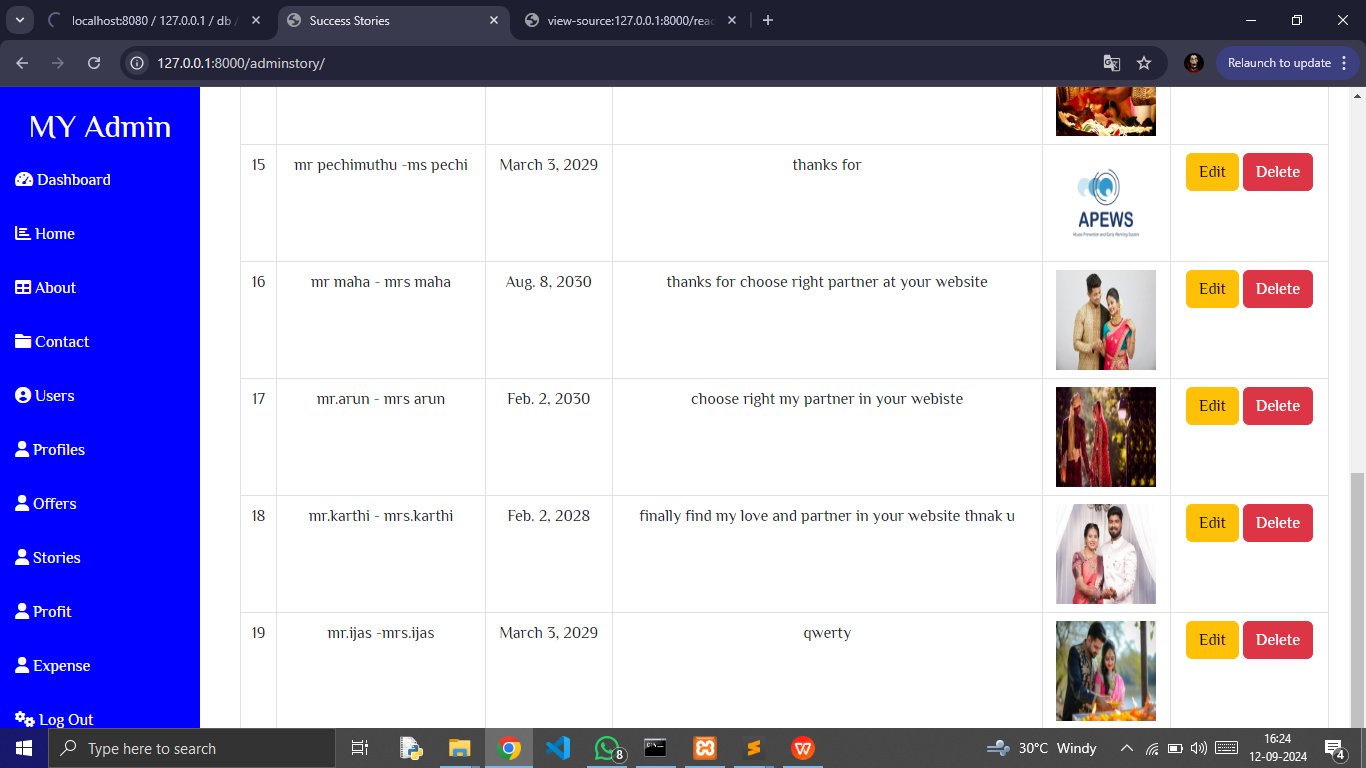 localhost:8080 / 127.0.0.1 / db /
Success Stories
view-source:127.0.0.1:8000/read
127.0.0.1:8000/adminstory/
Relaunch to update
MY Admin
Dashboard
Home
About
Contact
Users
Profiles
Offers
Stories
Profit
Expense
Log Out
15 mr pechimuthu -ms pechi March 3, 2029 thanks for Edit Delete
APEWS
16 mr maha - mrs maha Aug. 8, 2030 thanks for choose right partner at your website Edit Delete
17 mr.arun - mrs arun Feb. 2, 2030 choose right my partner in your webiste Edit Delete
18 mr.karthi - mrs.karthi Feb. 2, 2028 finally find my love and partner in your website thnak u Edit Delete
19 mr.ijas -mrs.ijas March 3, 2029 qwerty Edit Delete
Type here to search
8
30°C Windy
16:24
12-09-2024
4